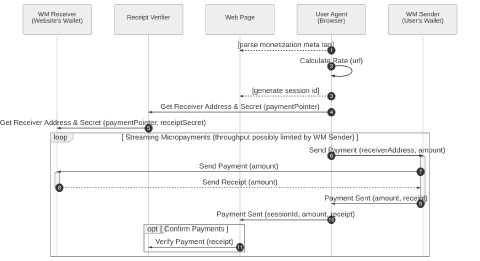 WM Receiver
(Website's Wallet)
Receipt Verifier
Web Page
User Agent
(Browser)
WM Sender
(User's Wallet)
[parse monetization meta tag]
1
Calculate Rate (url)
2
[generate session id]
3
Get Receiver Address & Secret (paymentPointer)
4
Get Receiver Address & Secret (paymentPointer, receiptSecret)
5
loop
[ Streaming Micropayments (throughput possibly limited by WM Sender) ]
Send Payment (receiverAddress, amount)
6
Send Payment (amount)
7
Send Receipt (amount)
8
Payment Sent (amount, receipt)
9
Payment Sent (sessionId, amount, receipt)
10
opt
[ Confirm Payments ]
Verify Payment (receipt)
11